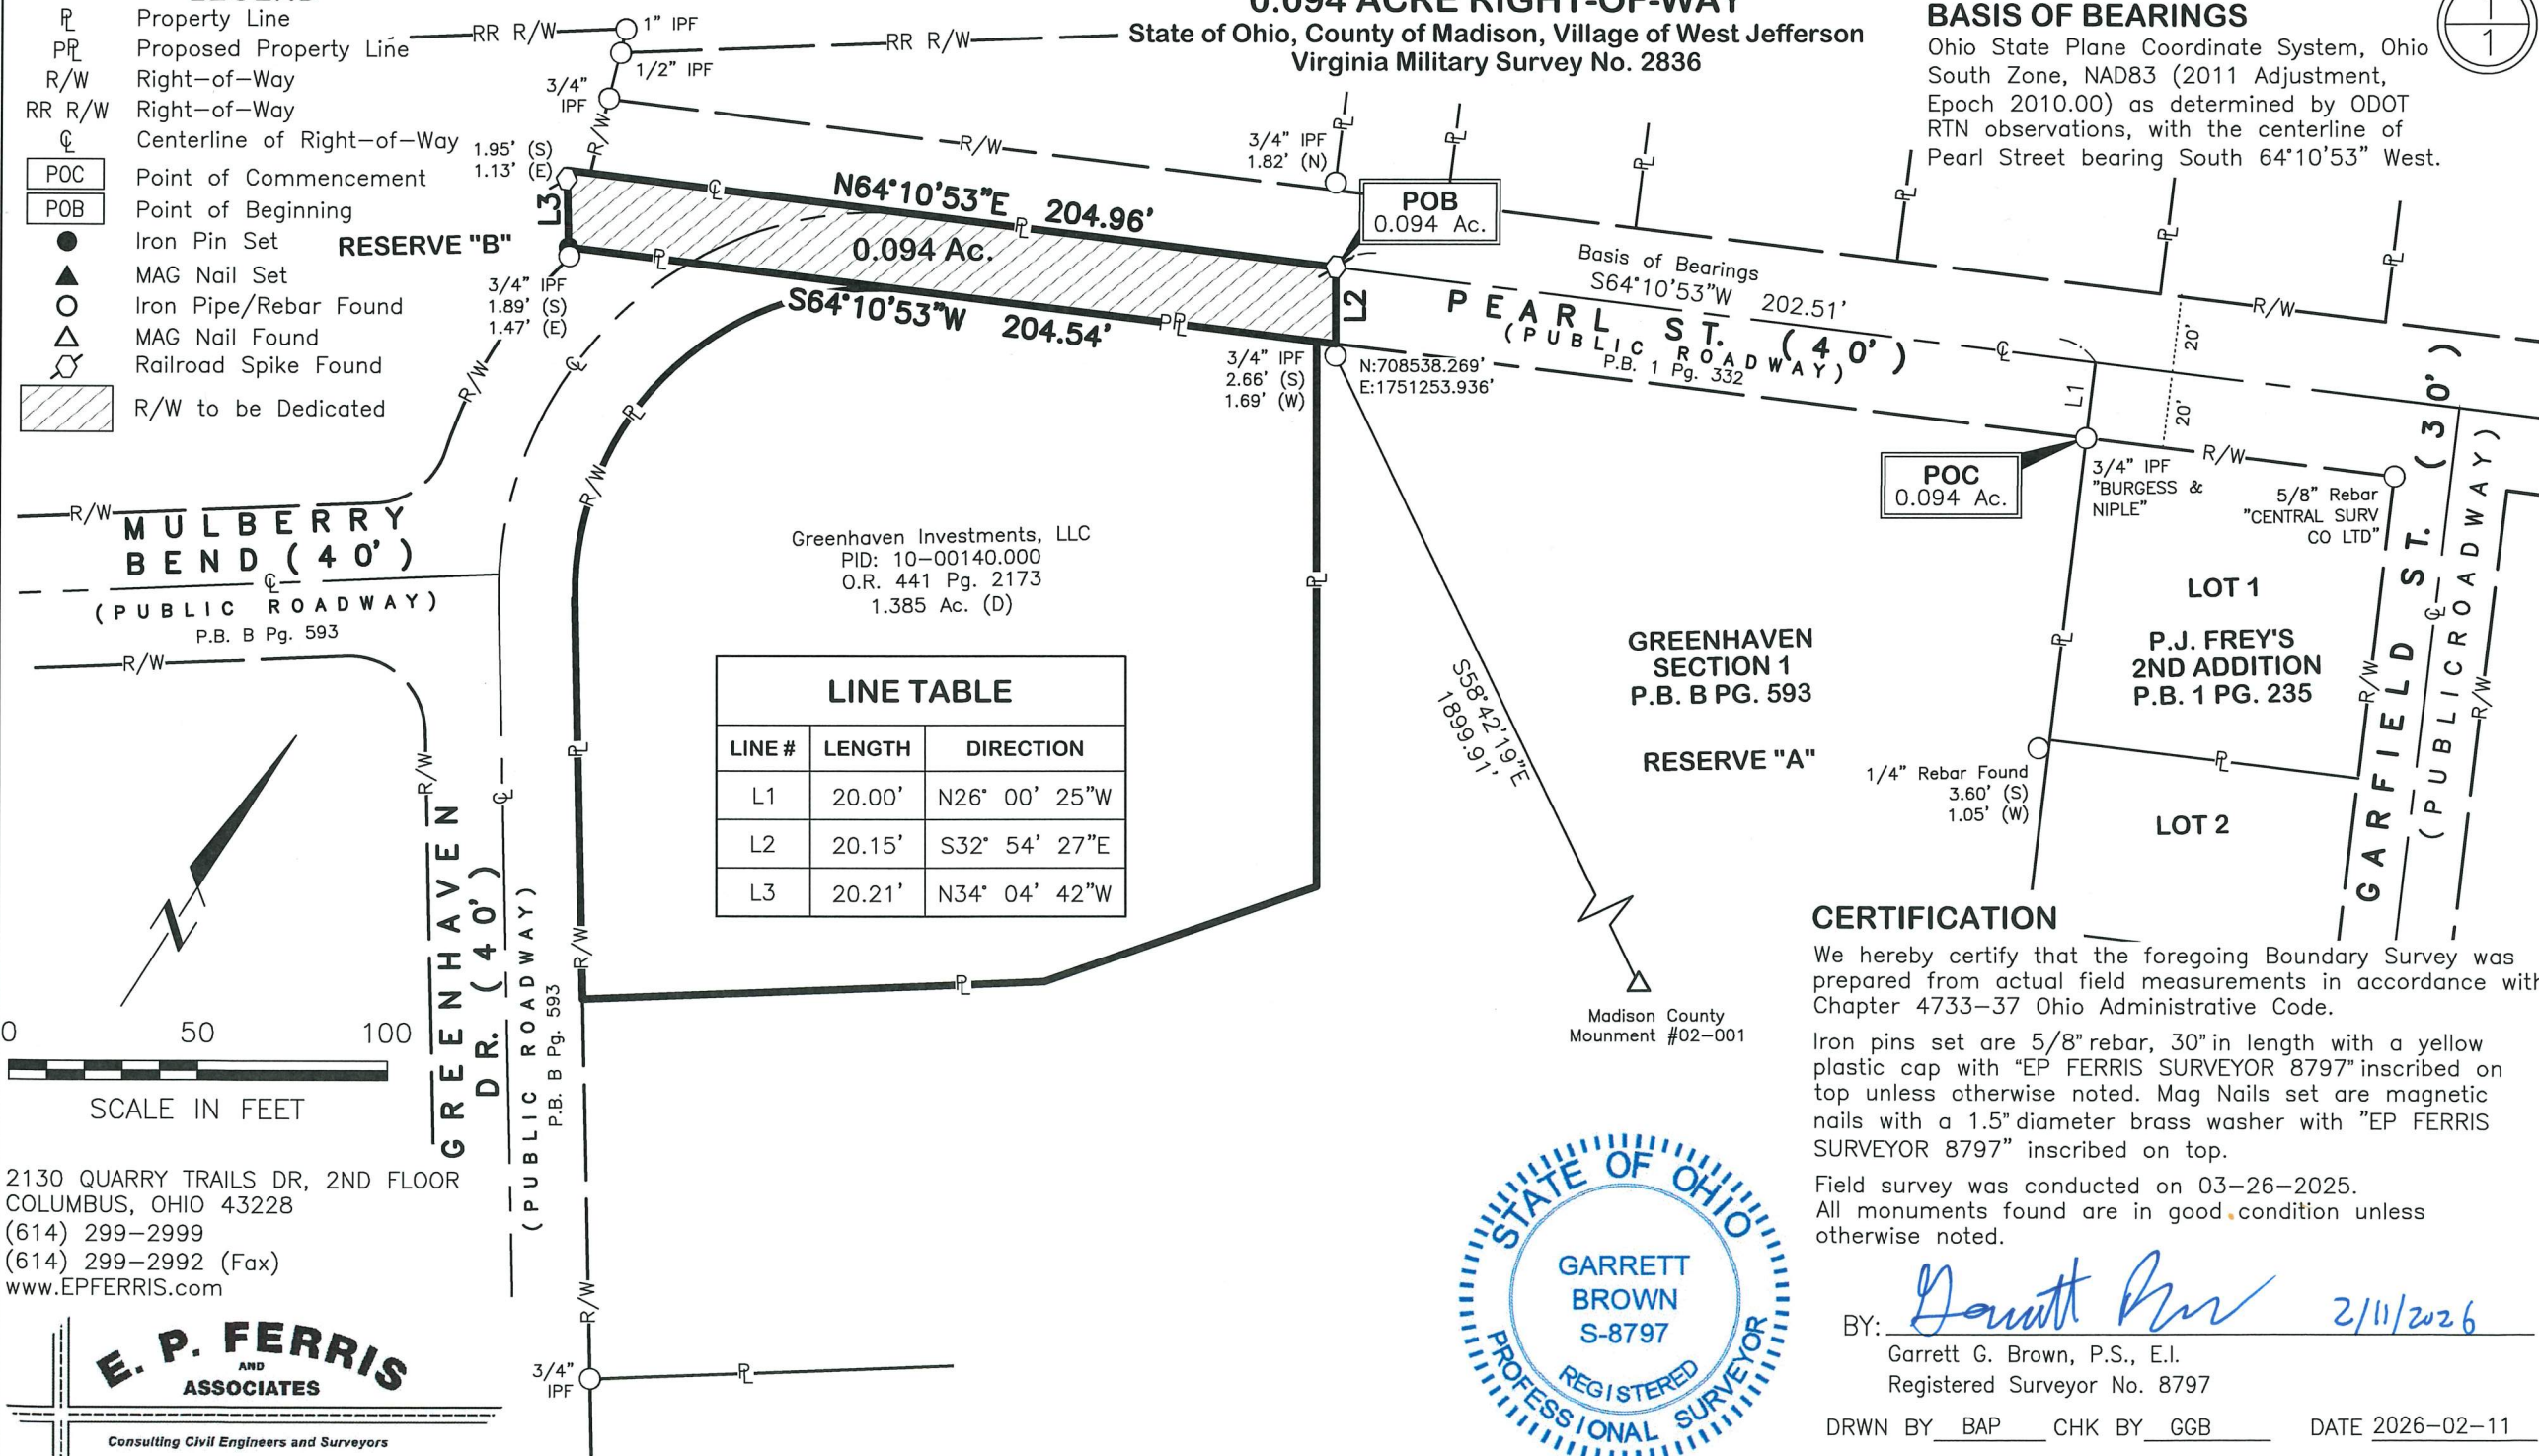 ℄ Property Line
P℄ Proposed Property Line
R/W Right-of-Way
RR R/W Right-of-Way
℄ Centerline of Right-of-Way
POC Point of Commencement
POB Point of Beginning
Iron Pin Set
MAG Nail Set
Iron Pipe/Rebar Found
MAG Nail Found
Railroad Spike Found
R/W to be Dedicated
0.094 ACRE RIGHT-OF-WAY
State of Ohio, County of Madison, Village of West Jefferson
Virginia Military Survey No. 2836
BASIS OF BEARINGS
Ohio State Plane Coordinate System, Ohio
South Zone, NAD83 (2011 Adjustment,
Epoch 2010.00) as determined by ODOT
RTN observations, with the centerline of
Pearl Street bearing South 64°10'53" West.
1
1
RR R/W
1" IPF
RR R/W
1/2" IPF
3/4"
IPF
R/W
R/W
1.95' (S)
1.13' (E)
3/4" IPF
1.82' (N)
POB
0.094 Ac.
L3
N64°10'53"E 204.96'
0.094 Ac.
S64°10'53"W 204.54'
L2
RESERVE "B"
3/4" IPF
1.89' (S)
1.47' (E)
R/W
3/4" IPF
2.66' (S)
1.69' (W)
N:708538.269'
E:1751253.936'
Basis of Bearings
S64°10'53"W 202.51'
PEARL ST. (40')
(PUBLIC ROADWAY)
P.B. 1 Pg. 332
L1
20'
20'
R/W
R/W
POC
0.094 Ac.
3/4" IPF
"BURGESS &
NIPLE"
5/8" Rebar
"CENTRAL SURV
CO LTD"
R/W
MULBERRY
BEND (40')
(PUBLIC ROADWAY)
P.B. B Pg. 593
R/W
R/W
R/W
Greenhaven Investments, LLC
PID: 10-00140.000
O.R. 441 Pg. 2173
1.385 Ac. (D)
LINE TABLE
LINE # LENGTH DIRECTION
L1 20.00' N26° 00' 25"W
L2 20.15' S32° 54' 27"E
L3 20.21' N34° 04' 42"W
S58°42'19"E
1899.91'
Madison County
Mounment #02-001
GREENHAVEN
SECTION 1
P.B. B PG. 593
RESERVE "A"
LOT 1
P.J. FREY'S
2ND ADDITION
P.B. 1 PG. 235
LOT 2
1/4" Rebar Found
3.60' (S)
1.05' (W)
GARFIELD ST. (30')
(PUBLIC ROADWAY)
R/W
R/W
GREENHAVEN
DR. (40')
(PUBLIC ROADWAY)
P.B. B Pg. 593
R/W
R/W
3/4"
IPF
N
0 50 100
SCALE IN FEET
2130 QUARRY TRAILS DR, 2ND FLOOR
COLUMBUS, OHIO 43228
(614) 299-2999
(614) 299-2992 (Fax)
www.EPFERRIS.com
E. P. FERRIS
AND
ASSOCIATES
Consulting Civil Engineers and Surveyors
STATE OF OHIO
GARRETT
BROWN
S-8797
REGISTERED
PROFESSIONAL SURVEYOR
CERTIFICATION
We hereby certify that the foregoing Boundary Survey was
prepared from actual field measurements in accordance with
Chapter 4733-37 Ohio Administrative Code.
Iron pins set are 5/8" rebar, 30" in length with a yellow
plastic cap with "EP FERRIS SURVEYOR 8797" inscribed on
top unless otherwise noted. Mag Nails set are magnetic
nails with a 1.5" diameter brass washer with "EP FERRIS
SURVEYOR 8797" inscribed on top.
Field survey was conducted on 03-26-2025.
All monuments found are in good condition unless
otherwise noted.
BY: 2/11/2026
Garrett G. Brown, P.S., E.I.
Registered Surveyor No. 8797
DRWN BY BAP CHK BY GGB DATE 2026-02-11